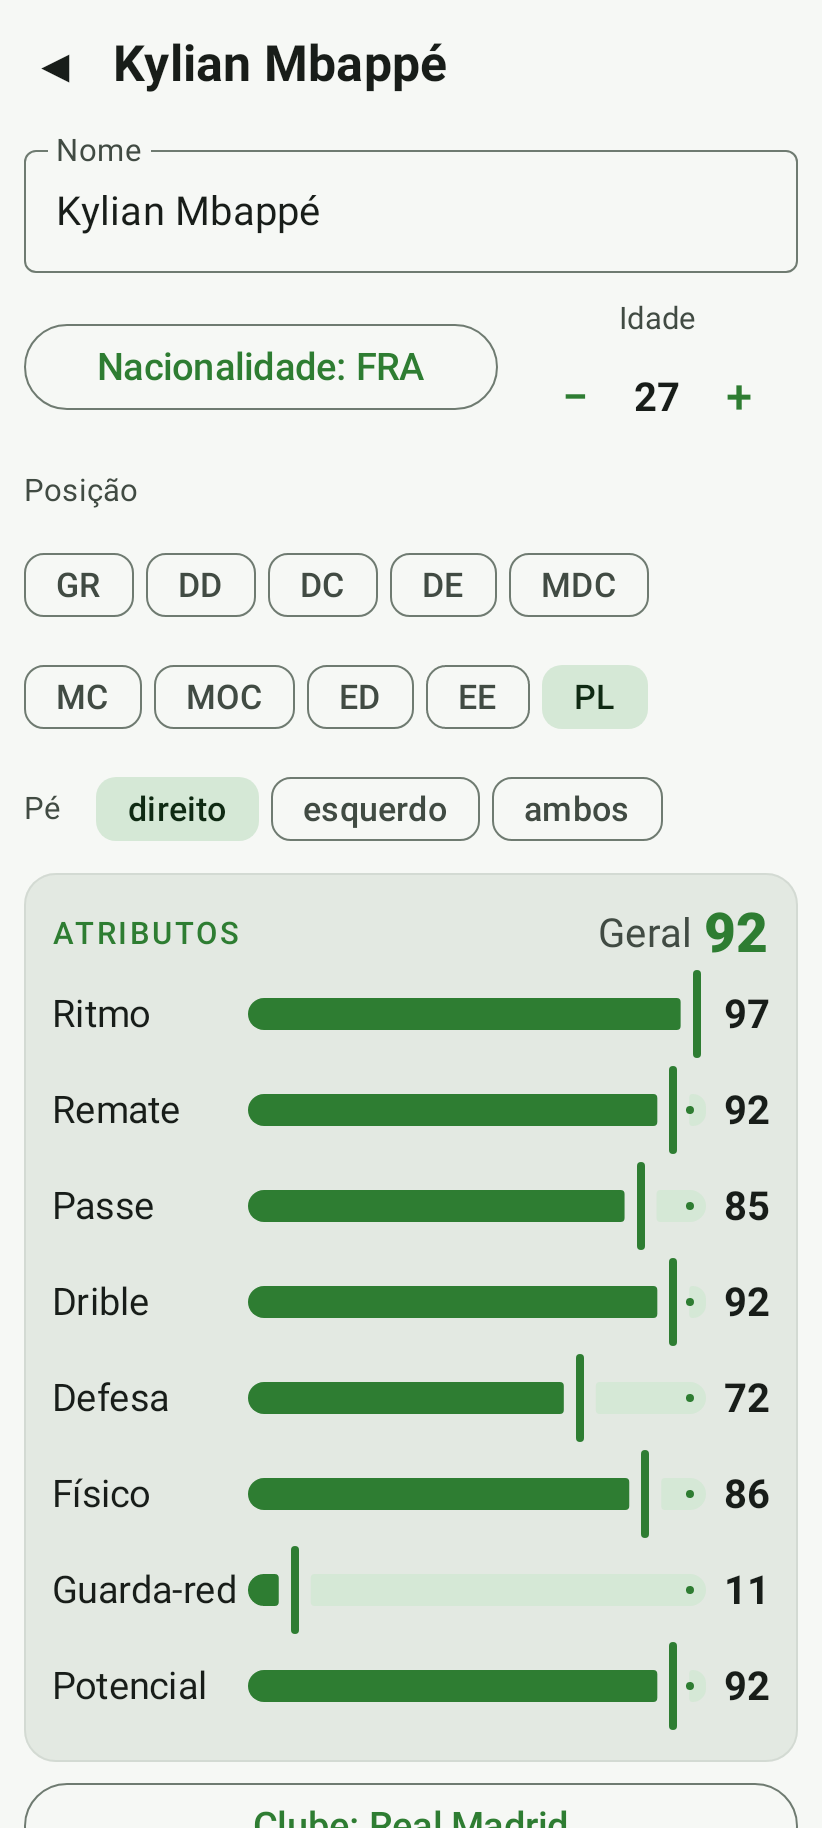 ◀ Kylian Mbappé
Nome
Kylian Mbappé
Nacionalidade: FRA
Idade
− 27 +
Posição
GR DD DC DE MDC
MC MOC ED EE PL
Pé direito esquerdo ambos
ATRIBUTOS Geral 92
Ritmo 97
Remate 92
Passe 85
Drible 92
Defesa 72
Físico 86
Guarda-red 11
Potencial 92
Clube: Real Madrid